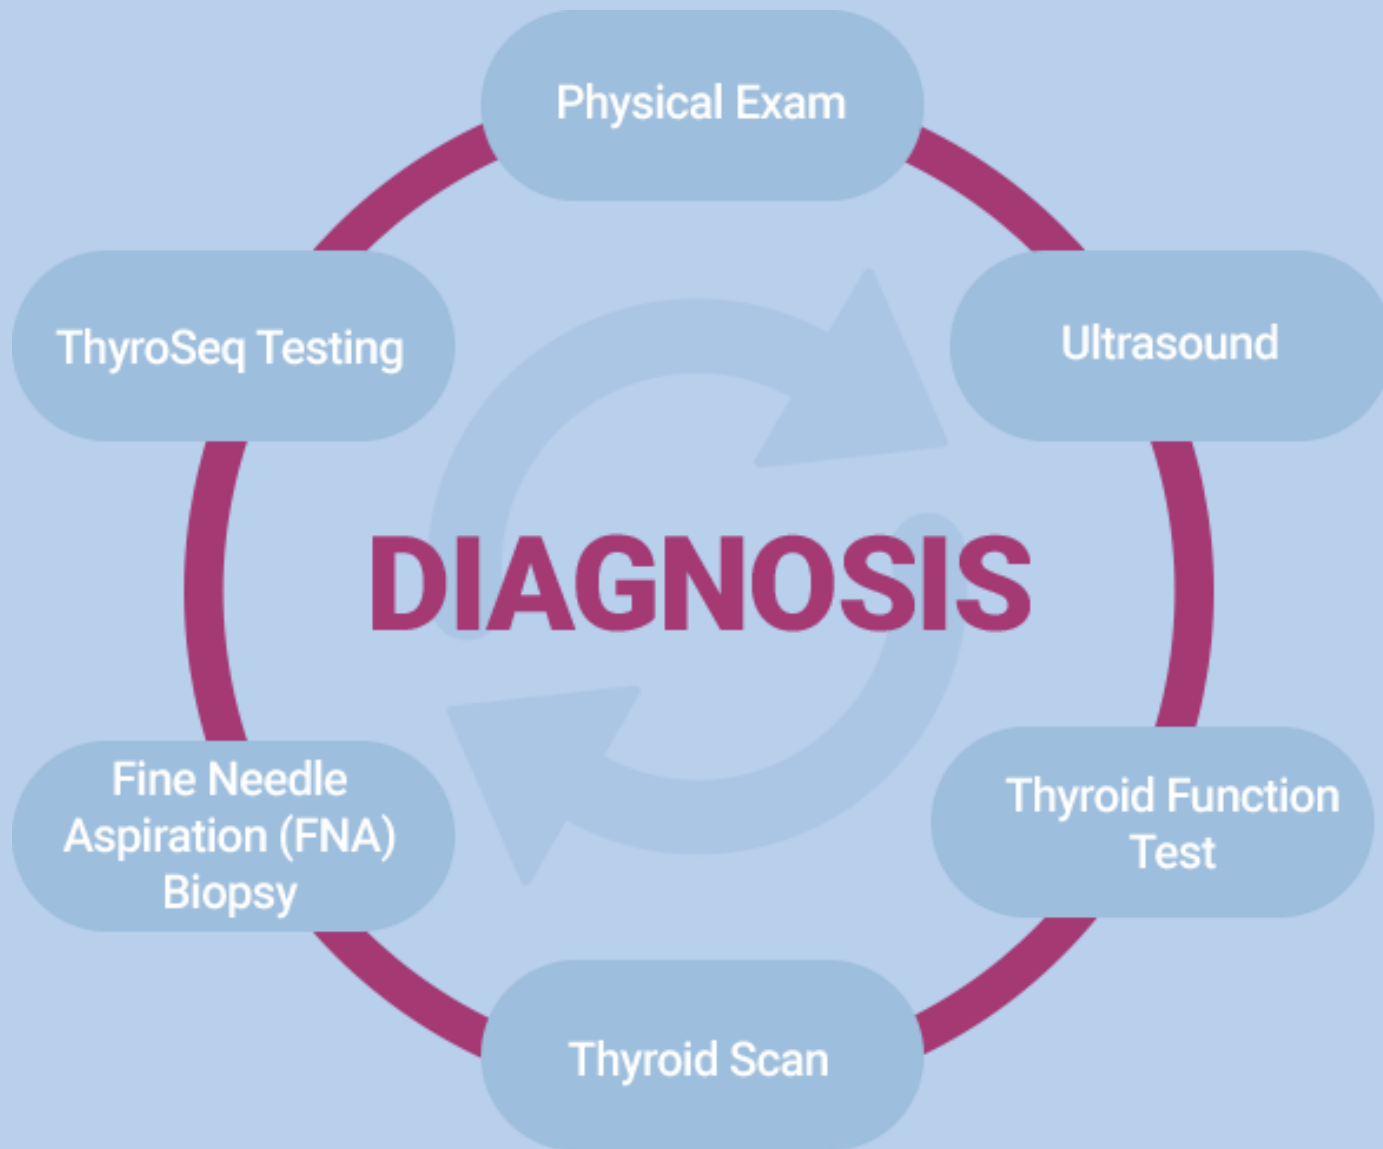 Physical Exam
ThyroSeq Testing
Ultrasound
DIAGNOSIS
Fine Needle
Aspiration (FNA)
Biopsy
Thyroid Function
Test
Thyroid Scan